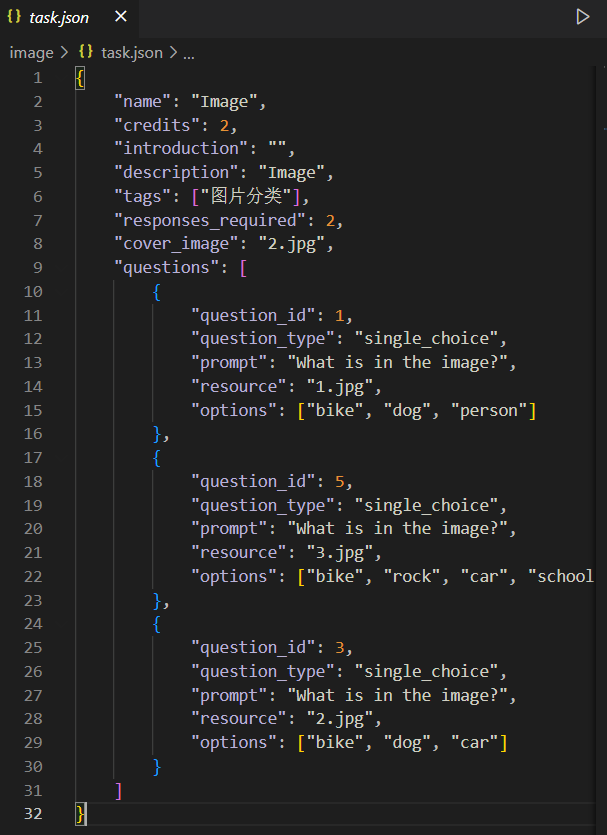 task.json
image > task.json > ...
1 {
2 "name": "Image",
3 "credits": 2,
4 "introduction": "",
5 "description": "Image",
6 "tags": ["图片分类"],
7 "responses_required": 2,
8 "cover_image": "2.jpg",
9 "questions": [
10 {
11 "question_id": 1,
12 "question_type": "single_choice",
13 "prompt": "What is in the image?",
14 "resource": "1.jpg",
15 "options": ["bike", "dog", "person"]
16 },
17 {
18 "question_id": 5,
19 "question_type": "single_choice",
20 "prompt": "What is in the image?",
21 "resource": "3.jpg",
22 "options": ["bike", "rock", "car", "school
23 },
24 {
25 "question_id": 3,
26 "question_type": "single_choice",
27 "prompt": "What is in the image?",
28 "resource": "2.jpg",
29 "options": ["bike", "dog", "car"]
30 }
31 ]
32 }